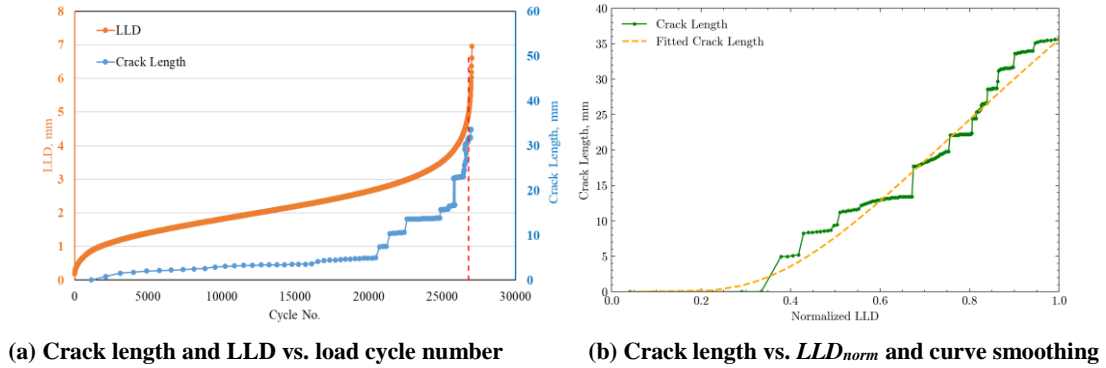 8
7
6
5
4
3
2
1
0
LLD, mm
LLD
Crack Length
60
50
40
30
20
10
0
Crack Length, mm
0 5000 10000 15000 20000 25000 30000
Cycle No.
(a) Crack length and LLD vs. load cycle number
40
35
30
25
20
15
10
5
0
Crack Length, mm
Crack Length
Fitted Crack Length
0.0 0.2 0.4 0.6 0.8 1.0
Normalized LLD
(b) Crack length vs. LLDnorm and curve smoothing